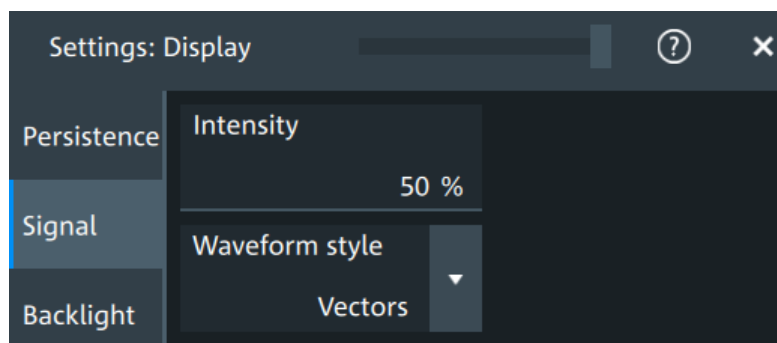 Settings: Display
?
×
Persistence
Signal
Backlight
Intensity
50 %
Waveform style
Vectors